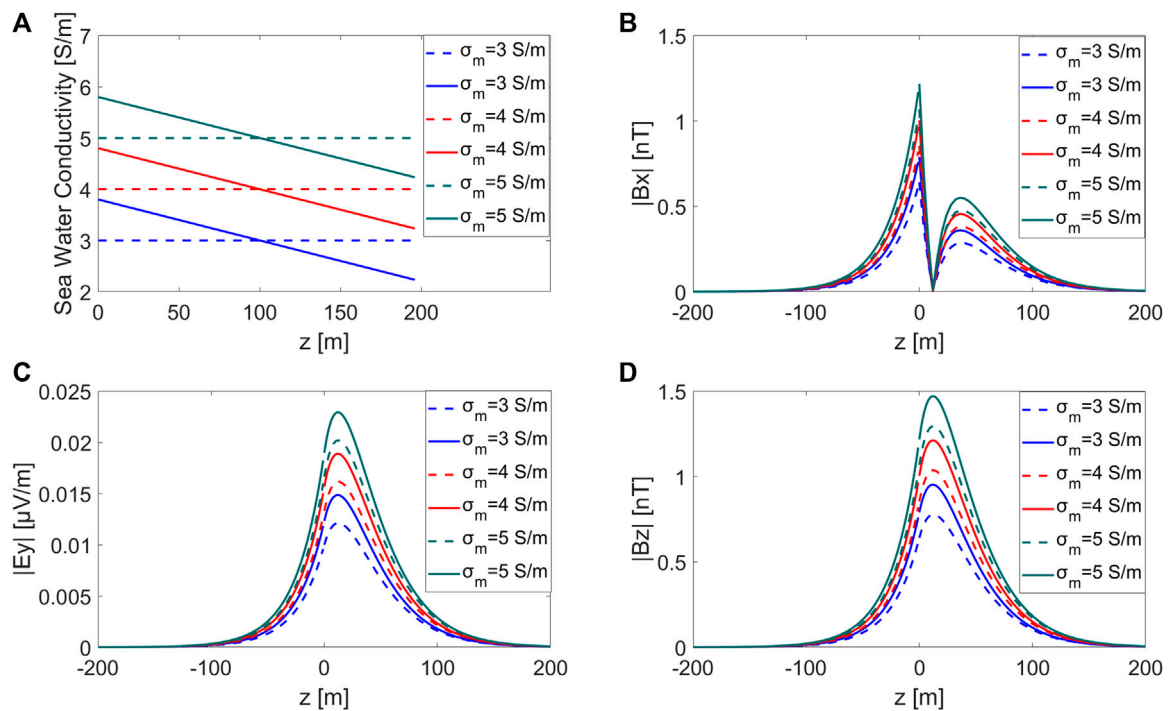 A
Sea Water Conductivity [S/m]
7
6
5
4
3
2
0
50
100
150
200
z [m]
σm=3 S/m
σm=3 S/m
σm=4 S/m
σm=4 S/m
σm=5 S/m
σm=5 S/m
B
|Bx| [nT]
1.5
1
0.5
0
-200
-100
0
100
200
z [m]
σm=3 S/m
σm=3 S/m
σm=4 S/m
σm=4 S/m
σm=5 S/m
σm=5 S/m
C
|Ey| [μV/m]
0.025
0.02
0.015
0.01
0.005
0
-200
-100
0
100
200
z [m]
σm=3 S/m
σm=3 S/m
σm=4 S/m
σm=4 S/m
σm=5 S/m
σm=5 S/m
D
|Bz| [nT]
1.5
1
0.5
0
-200
-100
0
100
200
z [m]
σm=3 S/m
σm=3 S/m
σm=4 S/m
σm=4 S/m
σm=5 S/m
σm=5 S/m